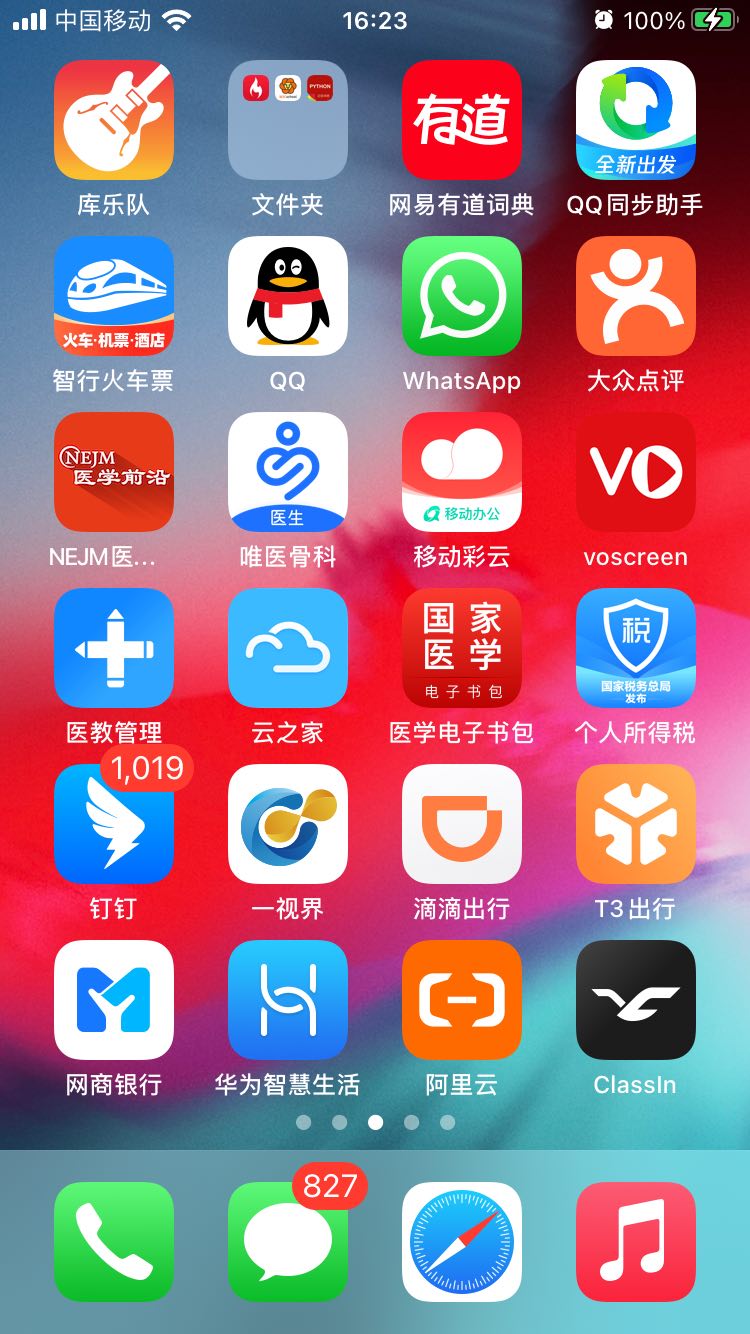 中国移动
16:23
100%
PYTHON
有道
全新出发
库乐队
文件夹
网易有道词典
QQ同步助手
火车·机票·酒店
智行火车票
QQ
WhatsApp
大众点评
NEJM
医学前沿
医生
移动办公
VO
NEJM医...
唯医骨科
移动彩云
voscreen
国家
医学
电子书包
税
国家税务总局
发布
医教管理
云之家
医学电子书包
个人所得税
1,019
钉钉
一视界
滴滴出行
T3出行
网商银行
华为智慧生活
阿里云
ClassIn
827